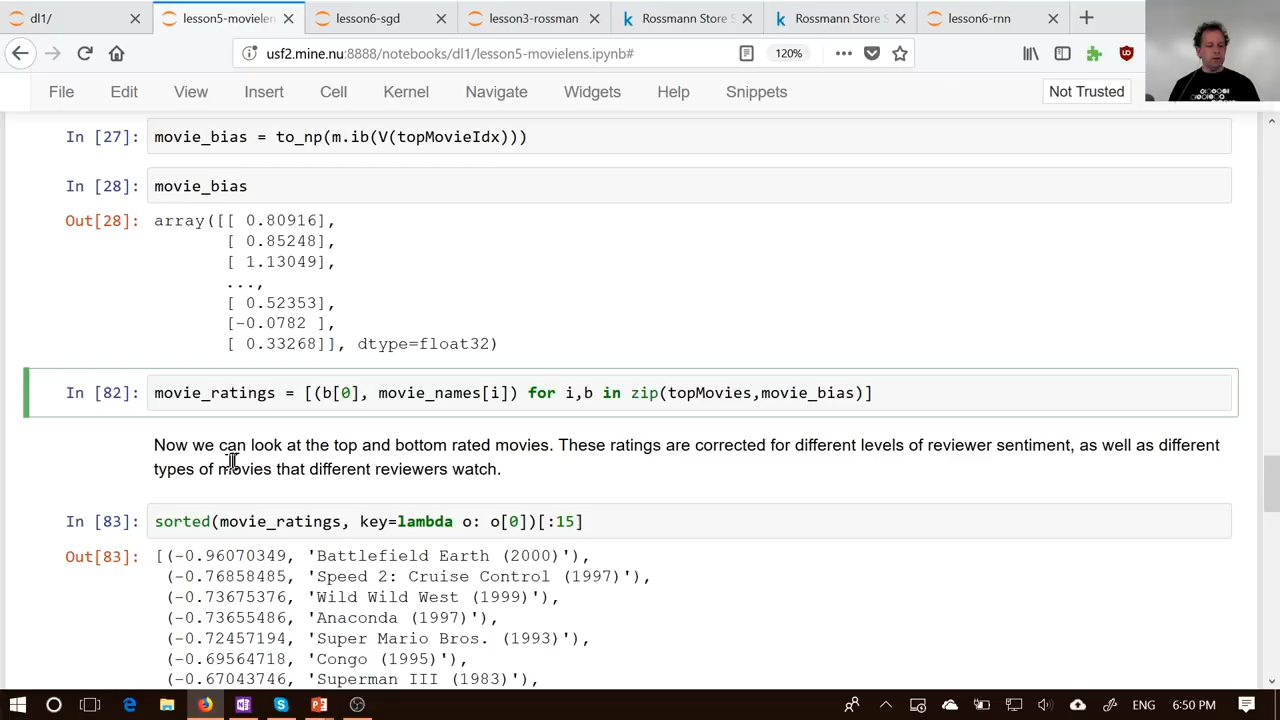 dl1/
lesson5-movielen
lesson6-sgd
lesson3-rossman
Rossmann Store S
Rossmann Store S
lesson6-rnn
usf2.mine.nu:8888/notebooks/dl1/lesson5-movielens.ipynb#
120%
File Edit View Insert Cell Kernel Navigate Widgets Help Snippets Not Trusted
In [27]: movie_bias = to_np(m.ib(V(topMovieIdx)))
In [28]: movie_bias
Out[28]: array([[ 0.80916],
[ 0.85248],
[ 1.13049],
...,
[ 0.52353],
[-0.0782 ],
[ 0.33268]], dtype=float32)
In [82]: movie_ratings = [(b[0], movie_names[i]) for i,b in zip(topMovies,movie_bias)]
Now we can look at the top and bottom rated movies. These ratings are corrected for different levels of reviewer sentiment, as well as different
types of movies that different reviewers watch.
In [83]: sorted(movie_ratings, key=lambda o: o[0])[:15]
Out[83]: [(-0.96070349, 'Battlefield Earth (2000)'),
(-0.76858485, 'Speed 2: Cruise Control (1997)'),
(-0.73675376, 'Wild Wild West (1999)'),
(-0.73655486, 'Anaconda (1997)'),
(-0.72457194, 'Super Mario Bros. (1993)'),
(-0.69564718, 'Congo (1995)'),
(-0.67043746, 'Superman III (1983)'),
ENG 6:50 PM